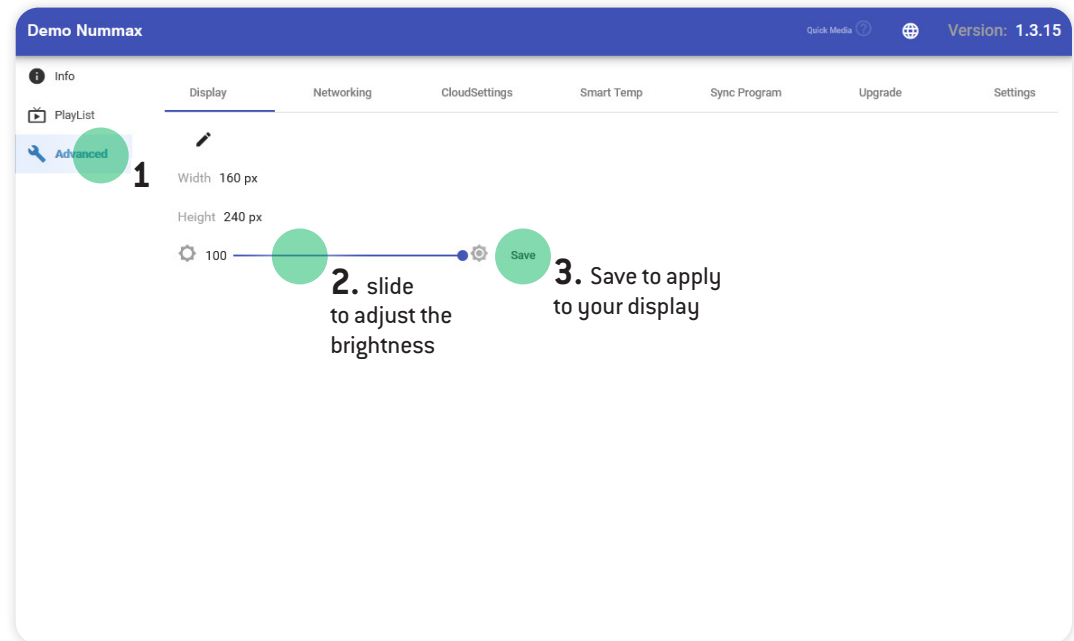 Demo Nummax
Quick Media
Version: 1.3.15
Info
PlayList
Advanced
1
Display Networking CloudSettings Smart Temp Sync Program Upgrade Settings
Width 160 px
Height 240 px
100
Save
2. slide
to adjust the
brightness
3. Save to apply
to your display